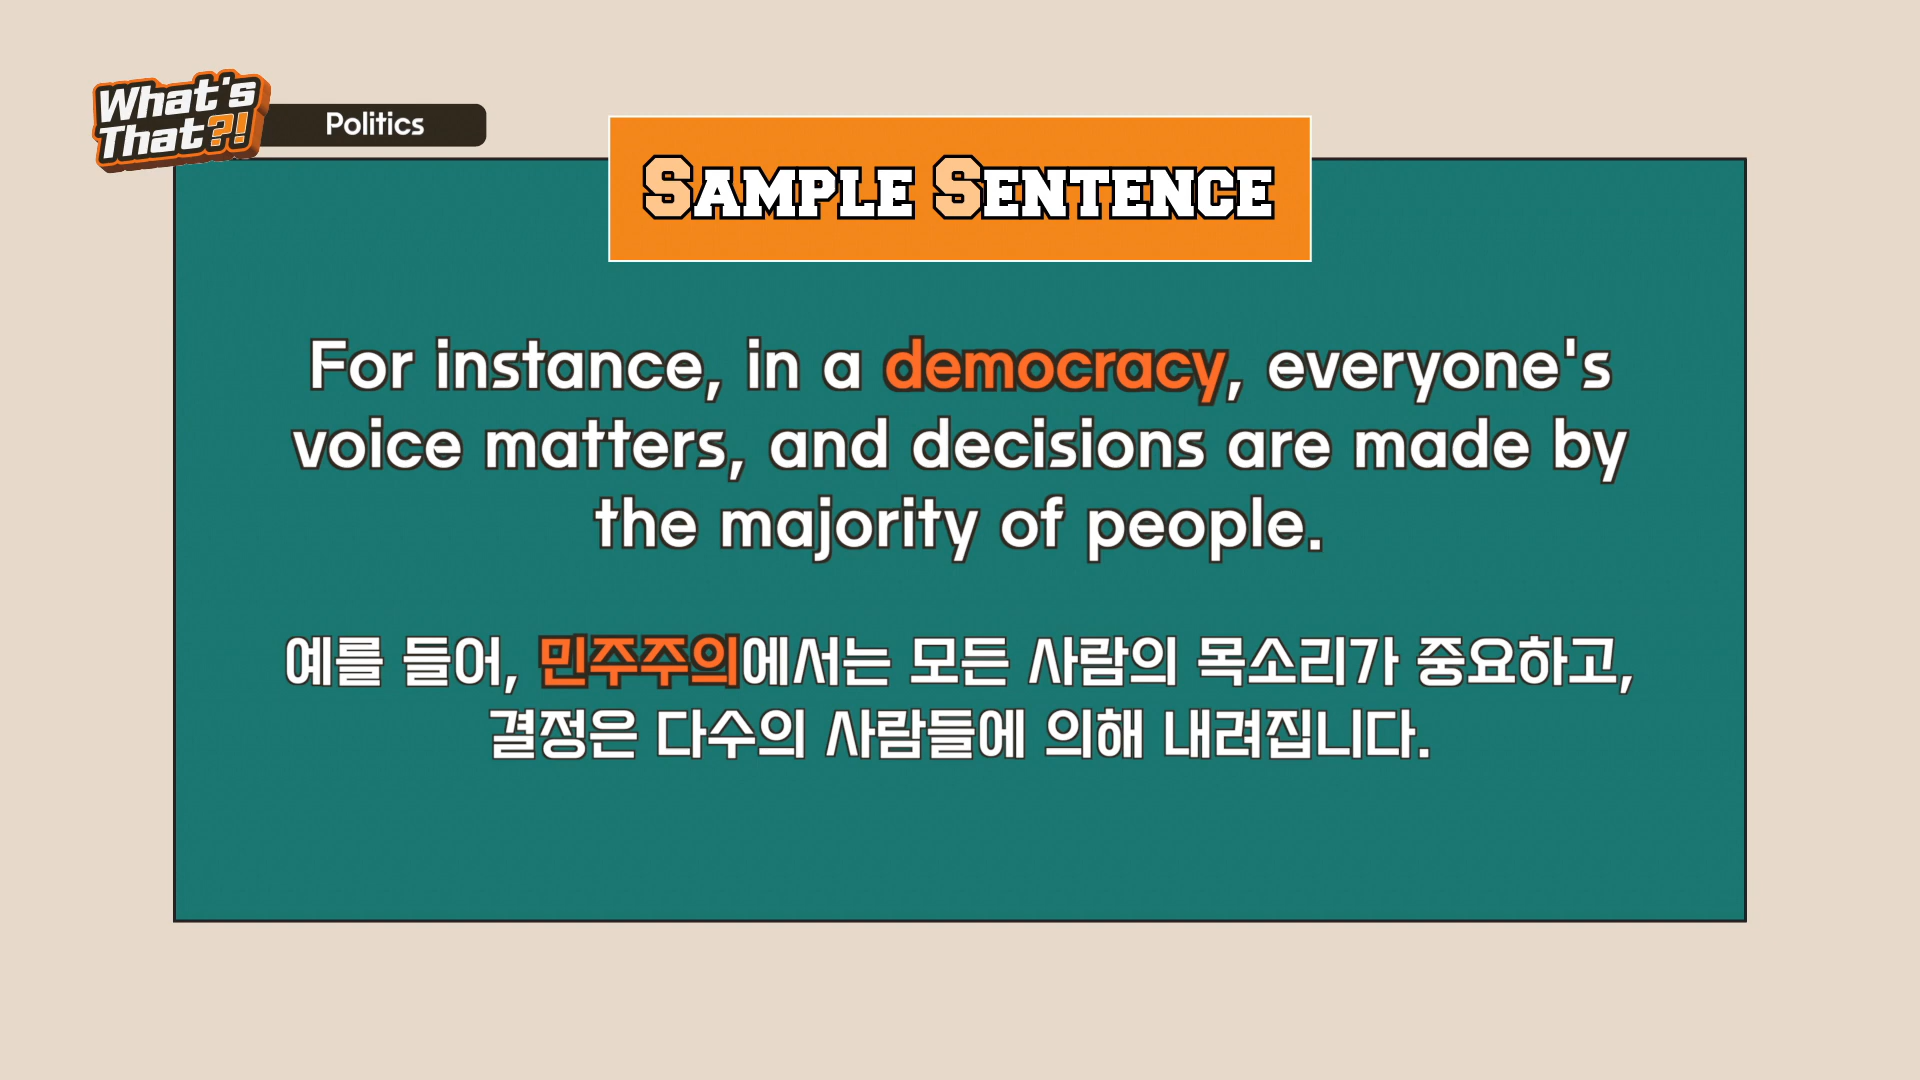 What's
That?!
Politics
SAMPLE SENTENCE
For instance, in a democracy, everyone's
voice matters, and decisions are made by
the majority of people.
예를 들어, 민주주의에서는 모든 사람의 목소리가 중요하고,
결정은 다수의 사람들에 의해 내려집니다.